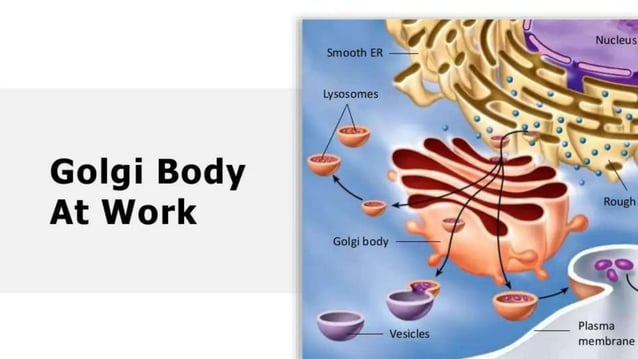 Golgi Body
At Work
Smooth ER
Nucleus
Lysosomes
Rough
Golgi body
Vesicles
Plasma
membrane